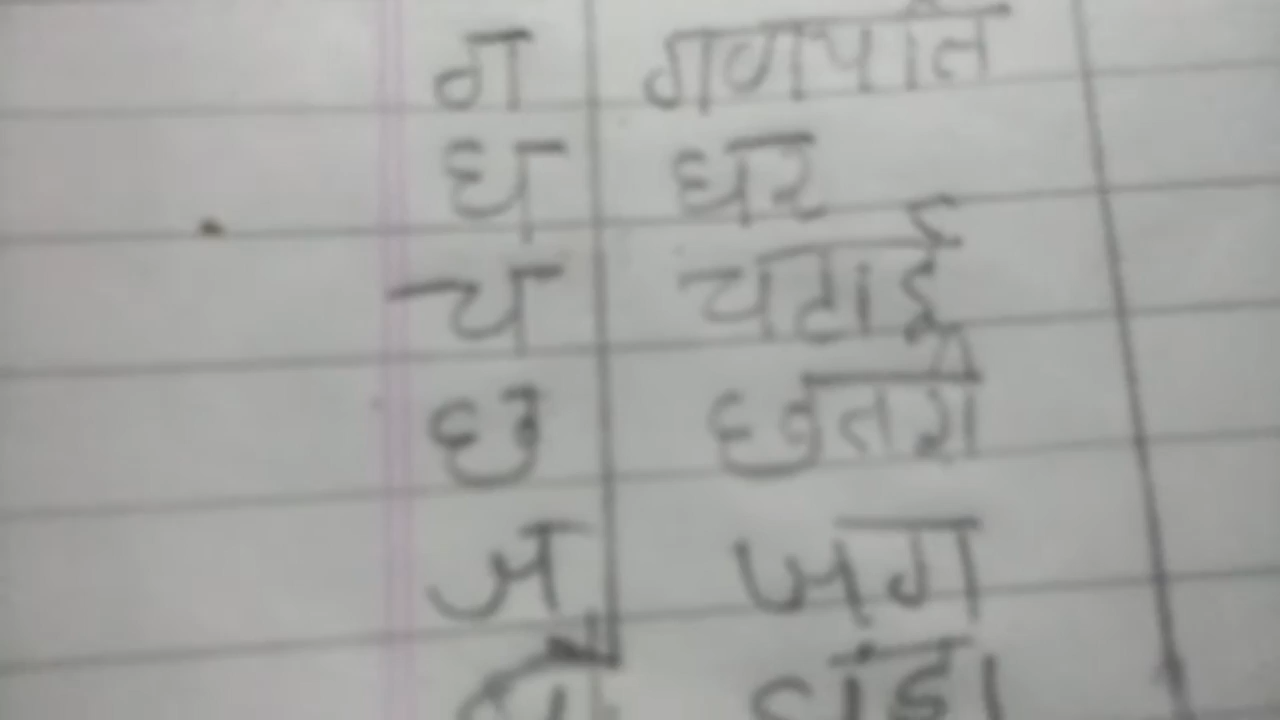 ग गणपति
घ घर
च चटाई
छ छतरी
ज जग